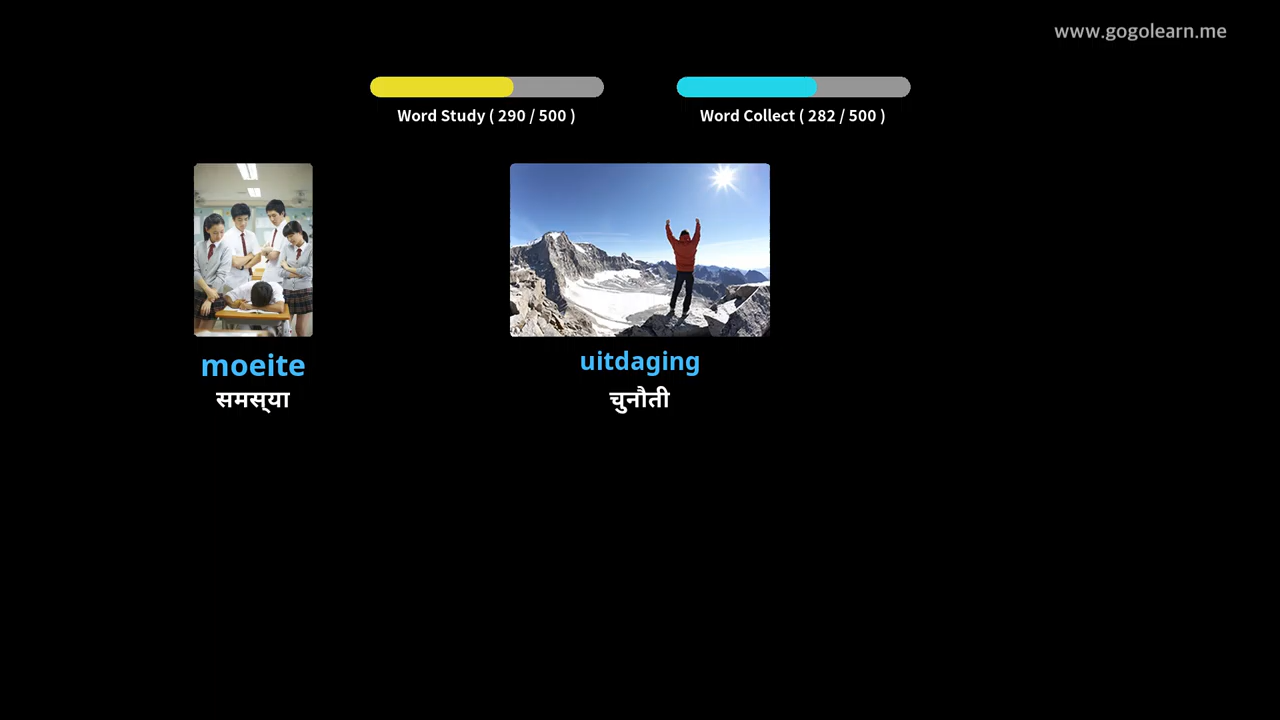 www.gogolearn.me
Word Study ( 290 / 500 )
Word Collect ( 282 / 500 )
moeite
समस्या
uitdaging
चुनौती